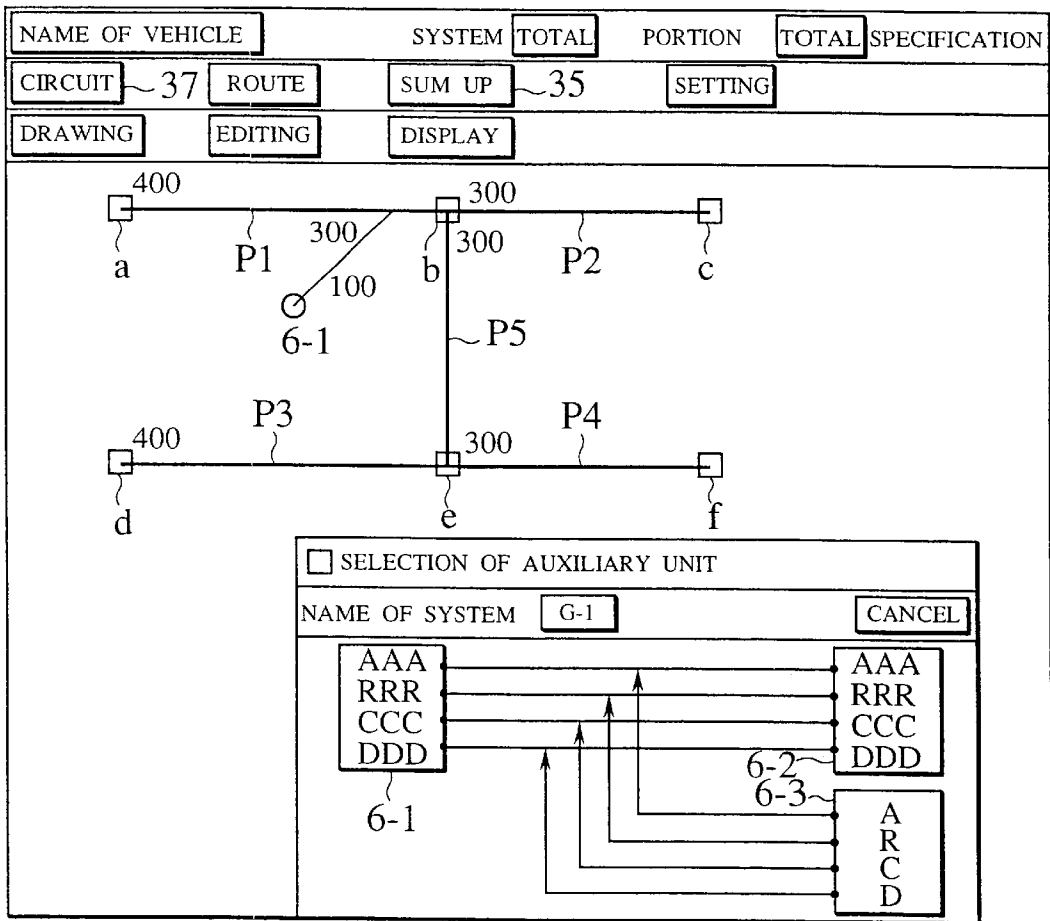 NAME OF VEHICLE SYSTEM TOTAL PORTION TOTAL SPECIFICATION
CIRCUIT 37 ROUTE SUM UP 35 SETTING
DRAWING EDITING DISPLAY
400 300
a P1 300 b 300 P2 c
100
6-1 P5
P3 P4
400 300
d e f
SELECTION OF AUXILIARY UNIT
NAME OF SYSTEM G-1 CANCEL
AAA AAA
RRR RRR
CCC CCC
DDD DDD
6-2
6-1 6-3
A
R
C
D